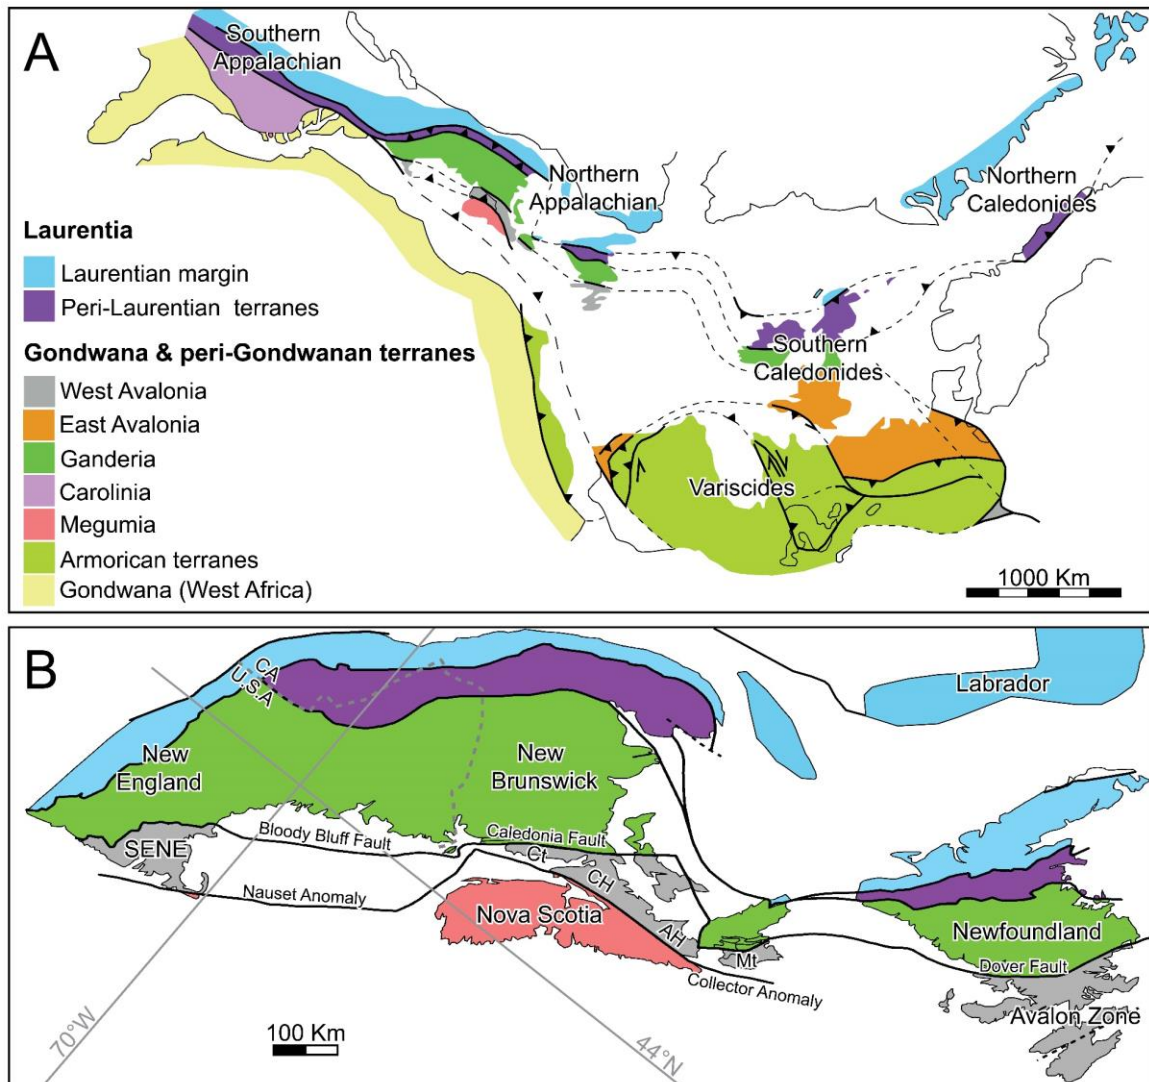 A
Southern
Appalachian
Northern
Appalachian
Northern
Caledonides
Southern
Caledonides
Variscides
Laurentia
Laurentian margin
Peri-Laurentian terranes
Gondwana & peri-Gondwanan terranes
West Avalonia
East Avalonia
Ganderia
Carolinia
Megumia
Armorican terranes
Gondwana (West Africa)
1000 Km
B
CA
U.S.A
Labrador
New
England
New
Brunswick
SENE
Bloody Bluff Fault
Caledonia Fault
Ct
CH
AH
Nauset Anomaly
Nova Scotia
Mt
Collector Anomaly
Newfoundland
Dover Fault
Avalon Zone
100 Km
70°W
44°N